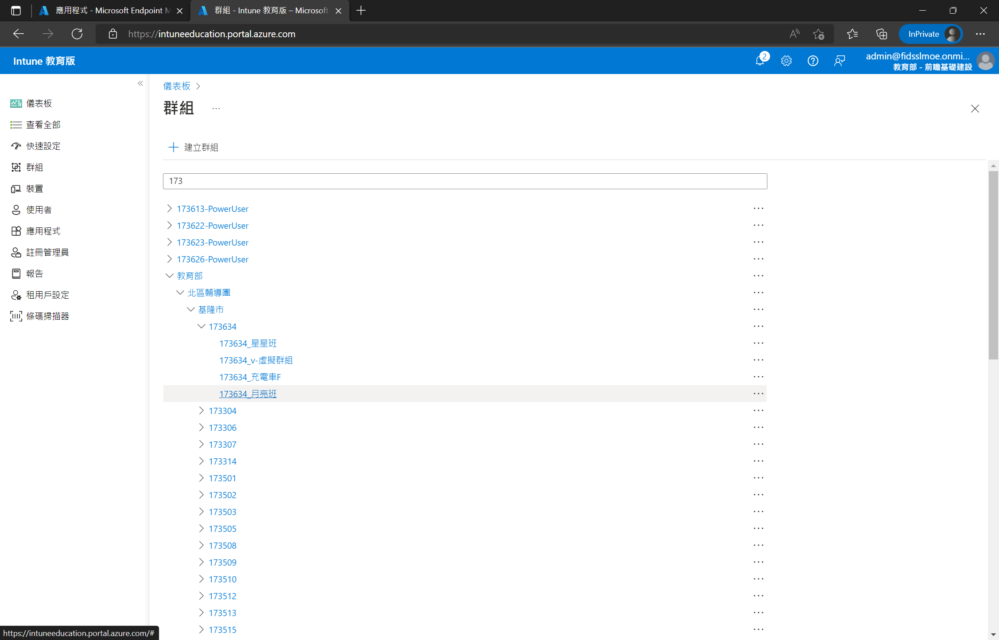 應用程式 - Microsoft Endpoint M
群組 - Intune 教育版 – Microsoft
https://intuneeducation.portal.azure.com
InPrivate
Intune 教育版
2
admin@fidsslmoe.onmi...
教育部 - 前瞻基礎建設
儀表板
查看全部
快速設定
群組
裝置
使用者
應用程式
註冊管理員
報告
租用戶設定
條碼掃描器
儀表板
群組
建立群組
173
173613-PowerUser
173622-PowerUser
173623-PowerUser
173626-PowerUser
教育部
北區輔導團
基隆市
173634
173634_星星班
173634_v-虛擬群組
173634_充電車F
173634_月亮班
173304
173306
173307
173314
173501
173502
173503
173505
173508
173509
173510
173512
173513
173515
https://intuneeducation.portal.azure.com/#